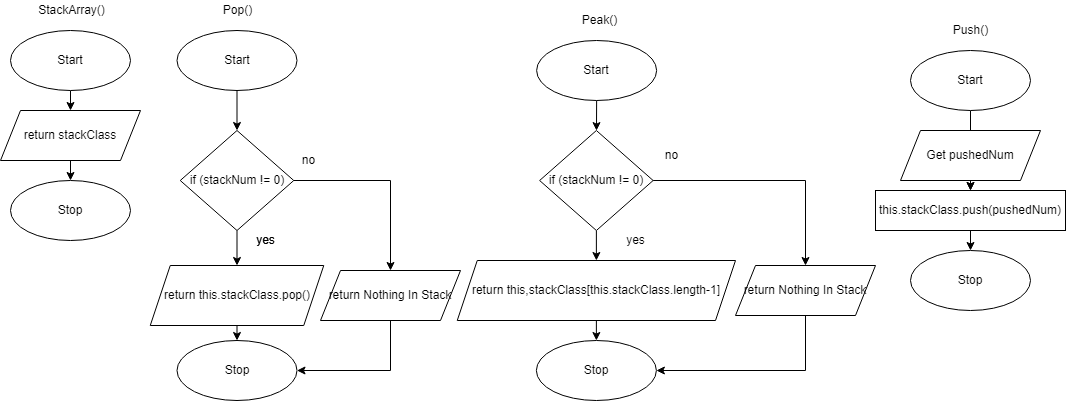 StackArray()
Start
return stackClass
Stop
Pop()
Start
if (stackNum != 0)
no
yes
return this.stackClass.pop()
return Nothing In Stack
Stop
Peak()
Start
if (stackNum != 0)
no
yes
return this,stackClass[this.stackClass.length-1]
return Nothing In Stack
Stop
Push()
Start
Get pushedNum
this.stackClass.push(pushedNum)
Stop